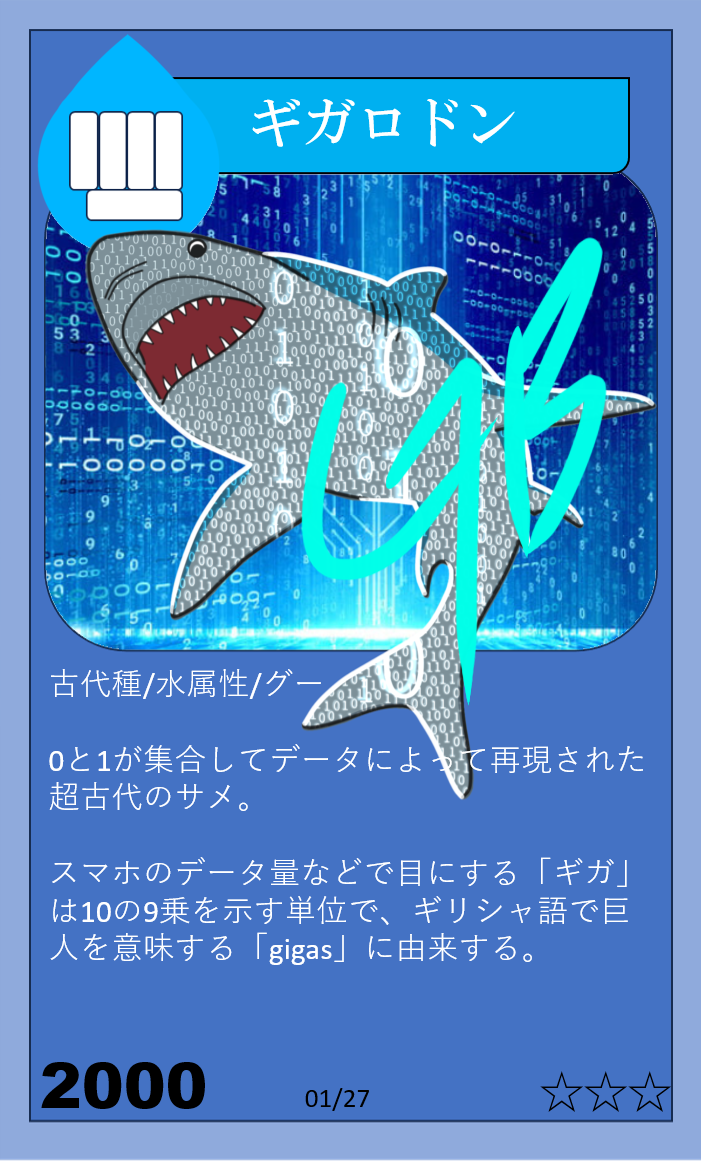 ギガロドン
GB
古代種/水属性/グー
0と1が集合してデータによって再現された
超古代のサメ。
スマホのデータ量などで目にする「ギガ」
は10の9乗を示す単位で、ギリシャ語で巨
人を意味する「gigas」に由来する。
2000
01/27
☆☆☆